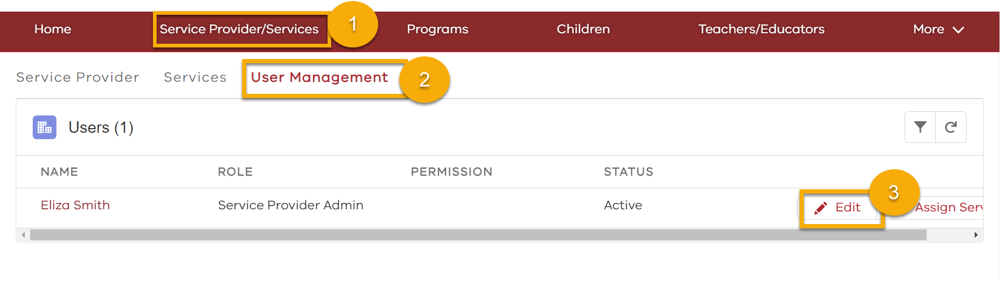 Home Service Provider/Services 1 Programs Children Teachers/Educators More
Service Provider Services User Management 2
Users (1)
NAME ROLE PERMISSION STATUS
Eliza Smith Service Provider Admin Active Edit 3 Assign Serv